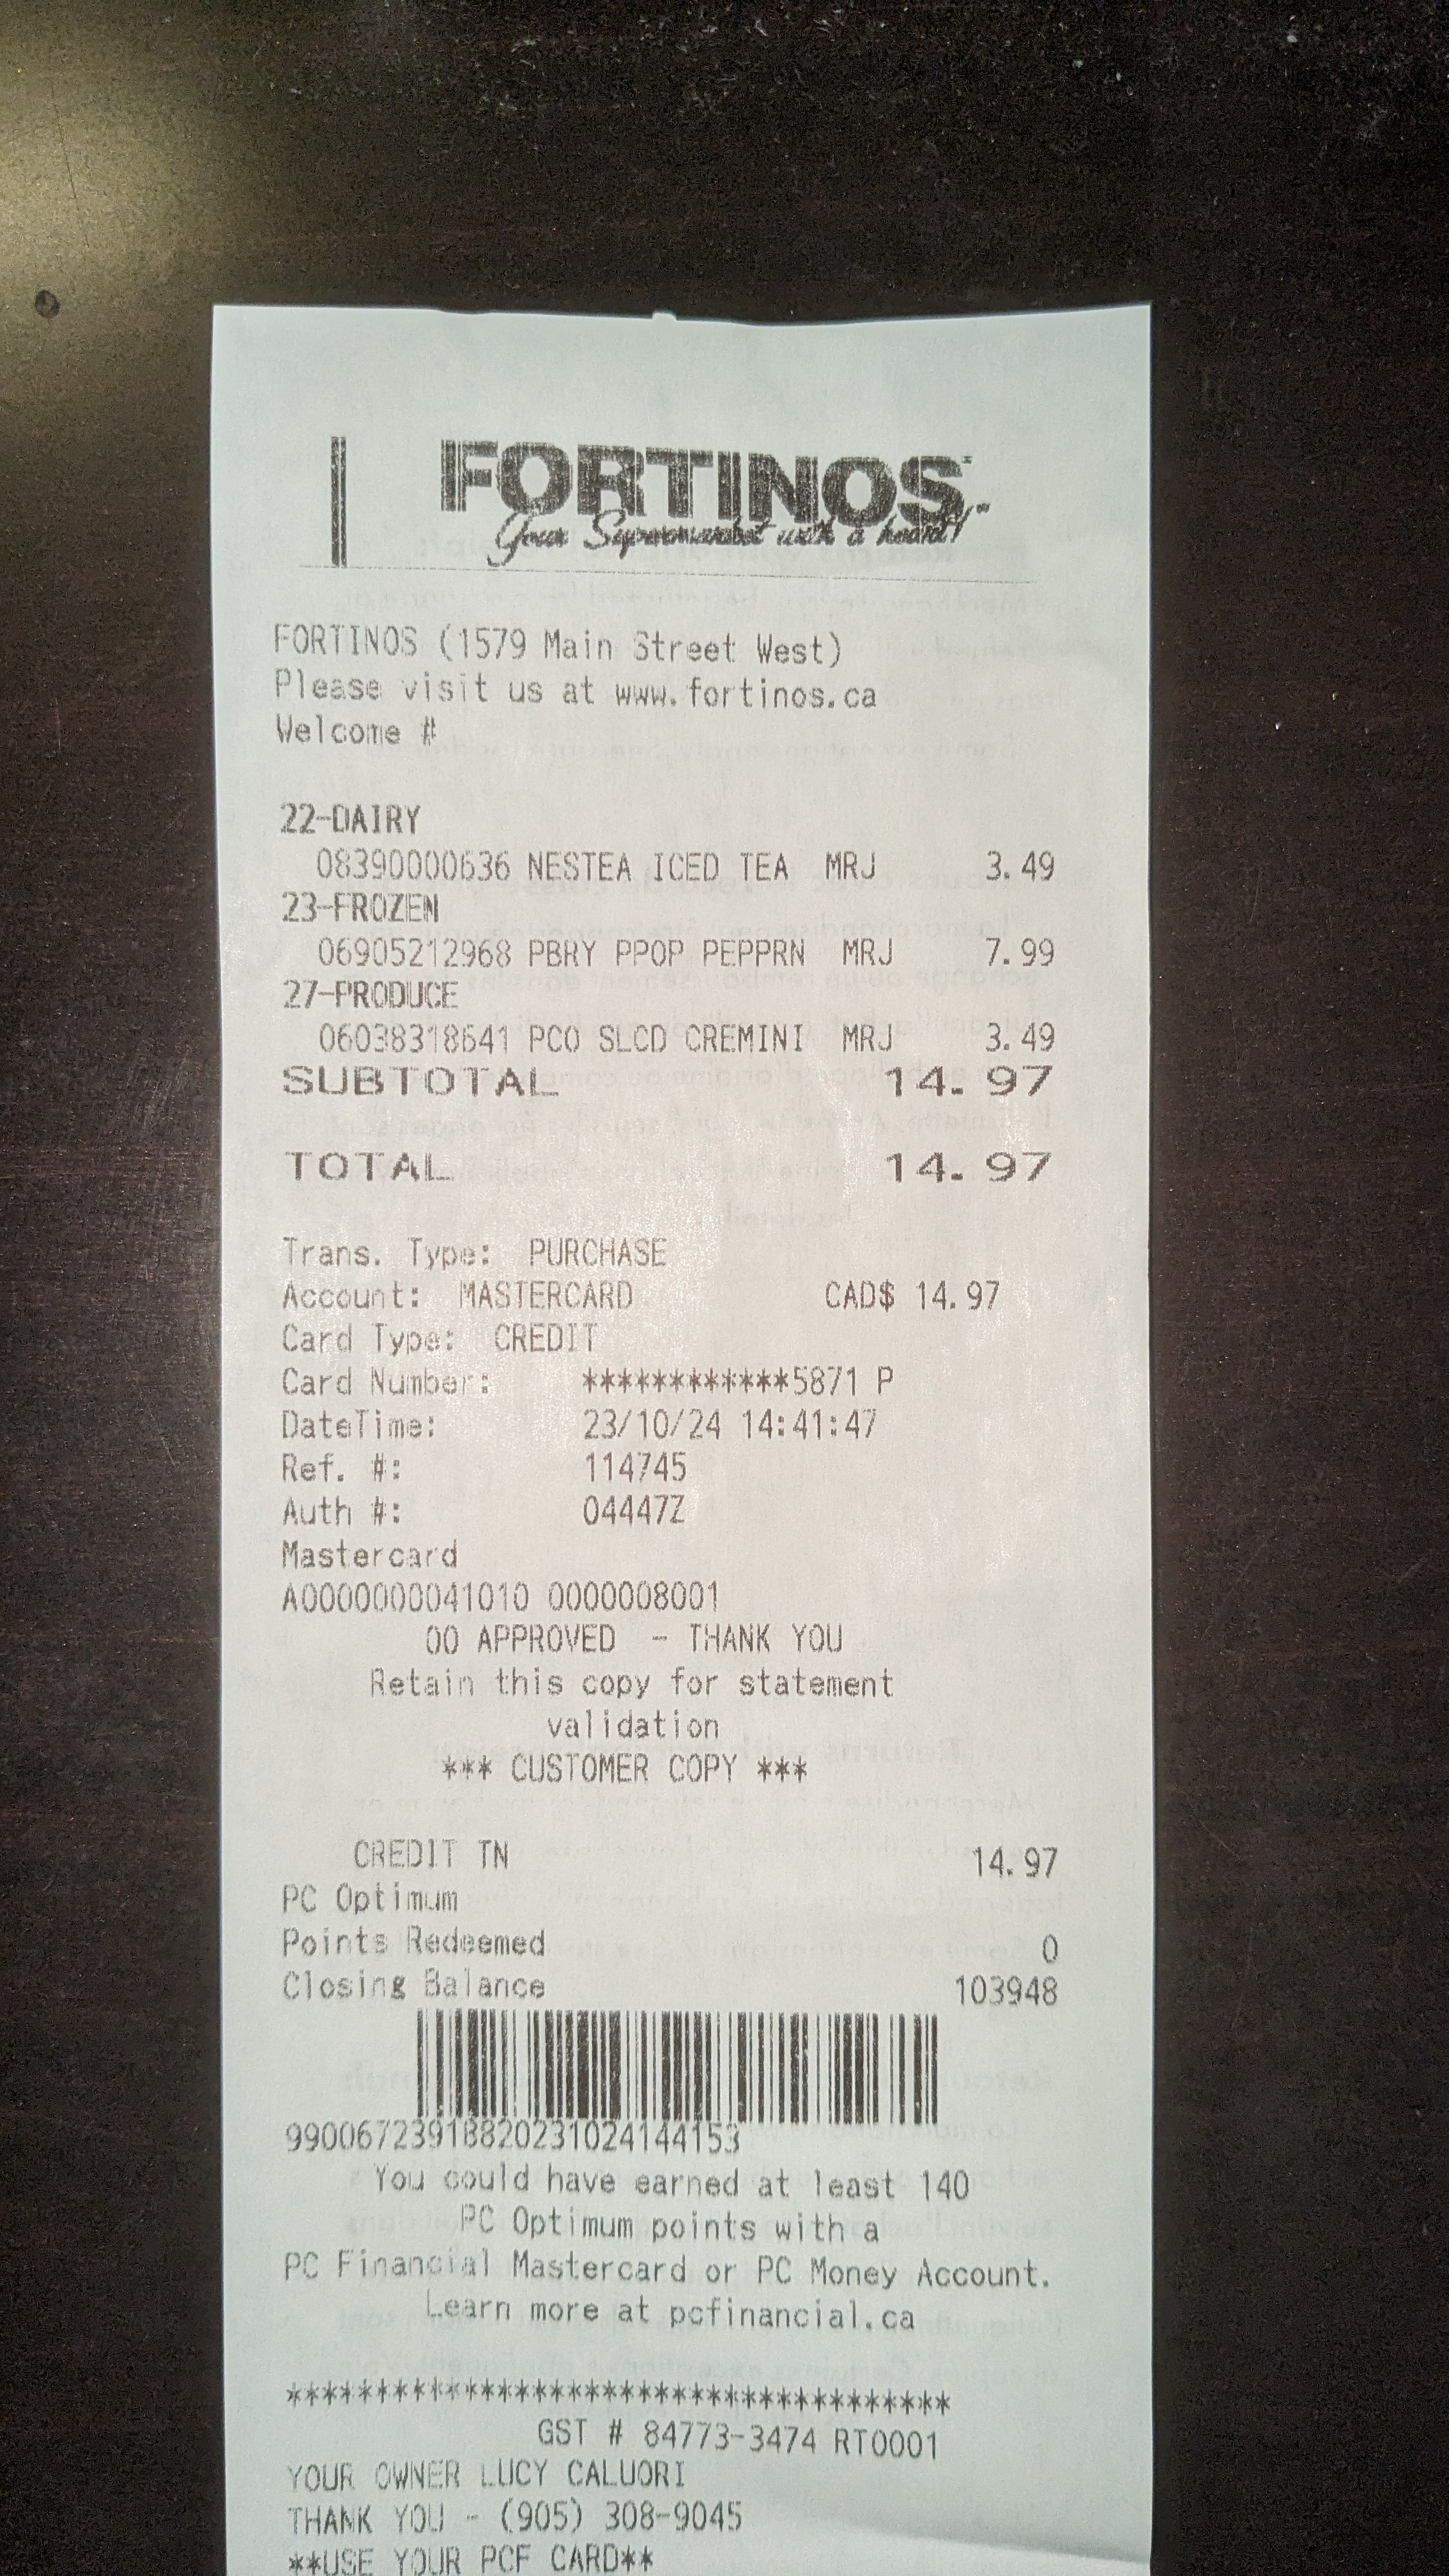 FORTINOS
Your Supermarket with a heart!™
FORTINOS (1579 Main Street West)
Please visit us at www.fortinos.ca
Welcome #
22-DAIRY
08390000636 NESTEA ICED TEA MRJ 3.49
23-FROZEN
06905212968 PBRY PPOP PEPPRN MRJ 7.99
27-PRODUCE
06038318641 PCO SLCD CREMINI MRJ 3.49
SUBTOTAL 14.97
TOTAL 14.97
Trans. Type: PURCHASE
Account: MASTERCARD CAD$ 14.97
Card Type: CREDIT
Card Number: ************5871 P
DateTime: 23/10/24 14:41:47
Ref. #: 114745
Auth #: 04447Z
Mastercard
A0000000041010 0000008001
00 APPROVED - THANK YOU
Retain this copy for statement
validation
*** CUSTOMER COPY ***
CREDIT TN 14.97
PC Optimum
Points Redeemed 0
Closing Balance 103948
99006723918820231024144153
You could have earned at least 140
PC Optimum points with a
PC Financial Mastercard or PC Money Account.
Learn more at pcfinancial.ca
**************************************
GST # 84773-3474 RT0001
YOUR OWNER LUCY CALUORI
THANK YOU - (905) 308-9045
**USE YOUR PCF CARD**